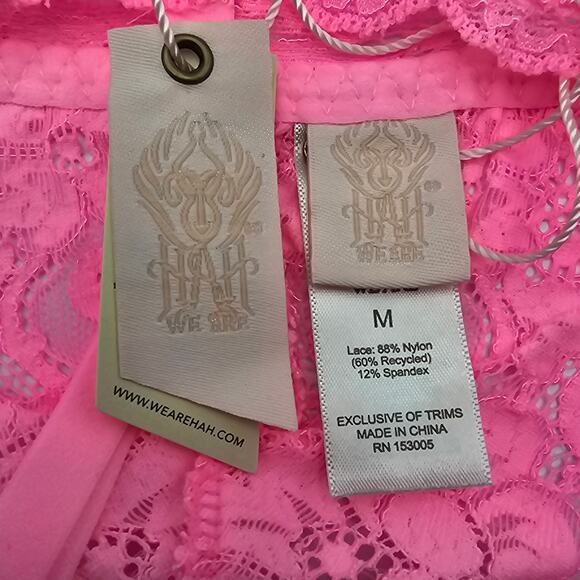 HAH
WE ARE
WWW.WEAREHAH.COM
HAH
WE ARE
M
Lace: 88% Nylon
(60% Recycled)
12% Spandex
EXCLUSIVE OF TRIMS
MADE IN CHINA
RN 153005